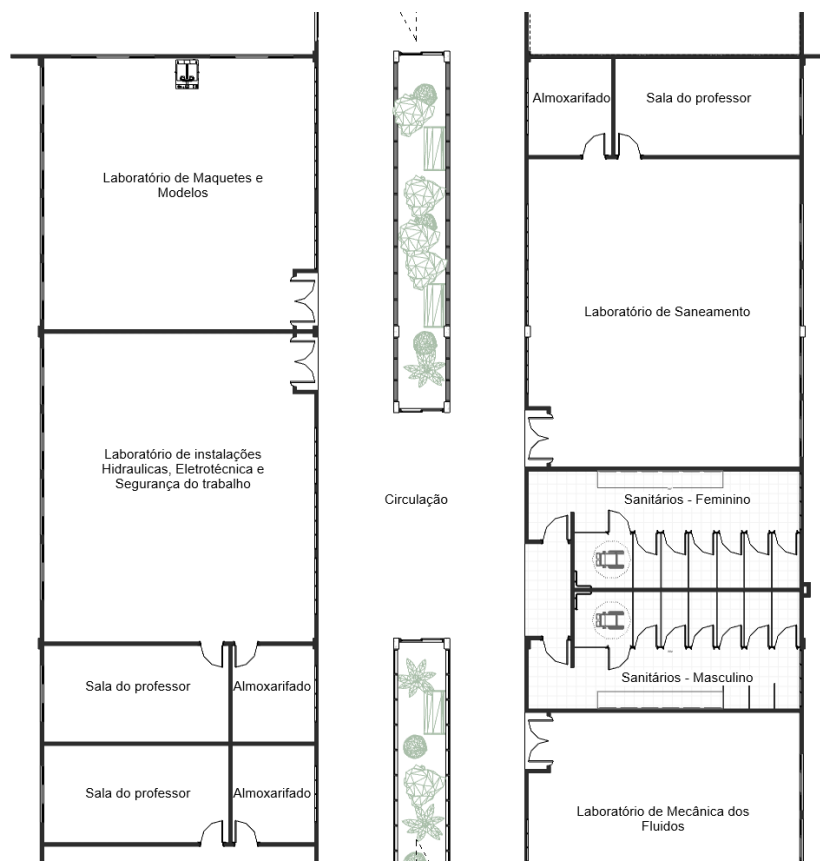 Almoxarifado
Sala do professor
Laboratório de Maquetes e
Modelos
Laboratório de Saneamento
Laboratório de instalações
Hidraulicas, Eletrotécnica e
Segurança do trabalho
Circulação
Sanitários - Feminino
Sanitários - Masculino
Sala do professor
Almoxarifado
Sala do professor
Almoxarifado
Laboratório de Mecânica dos
Fluidos